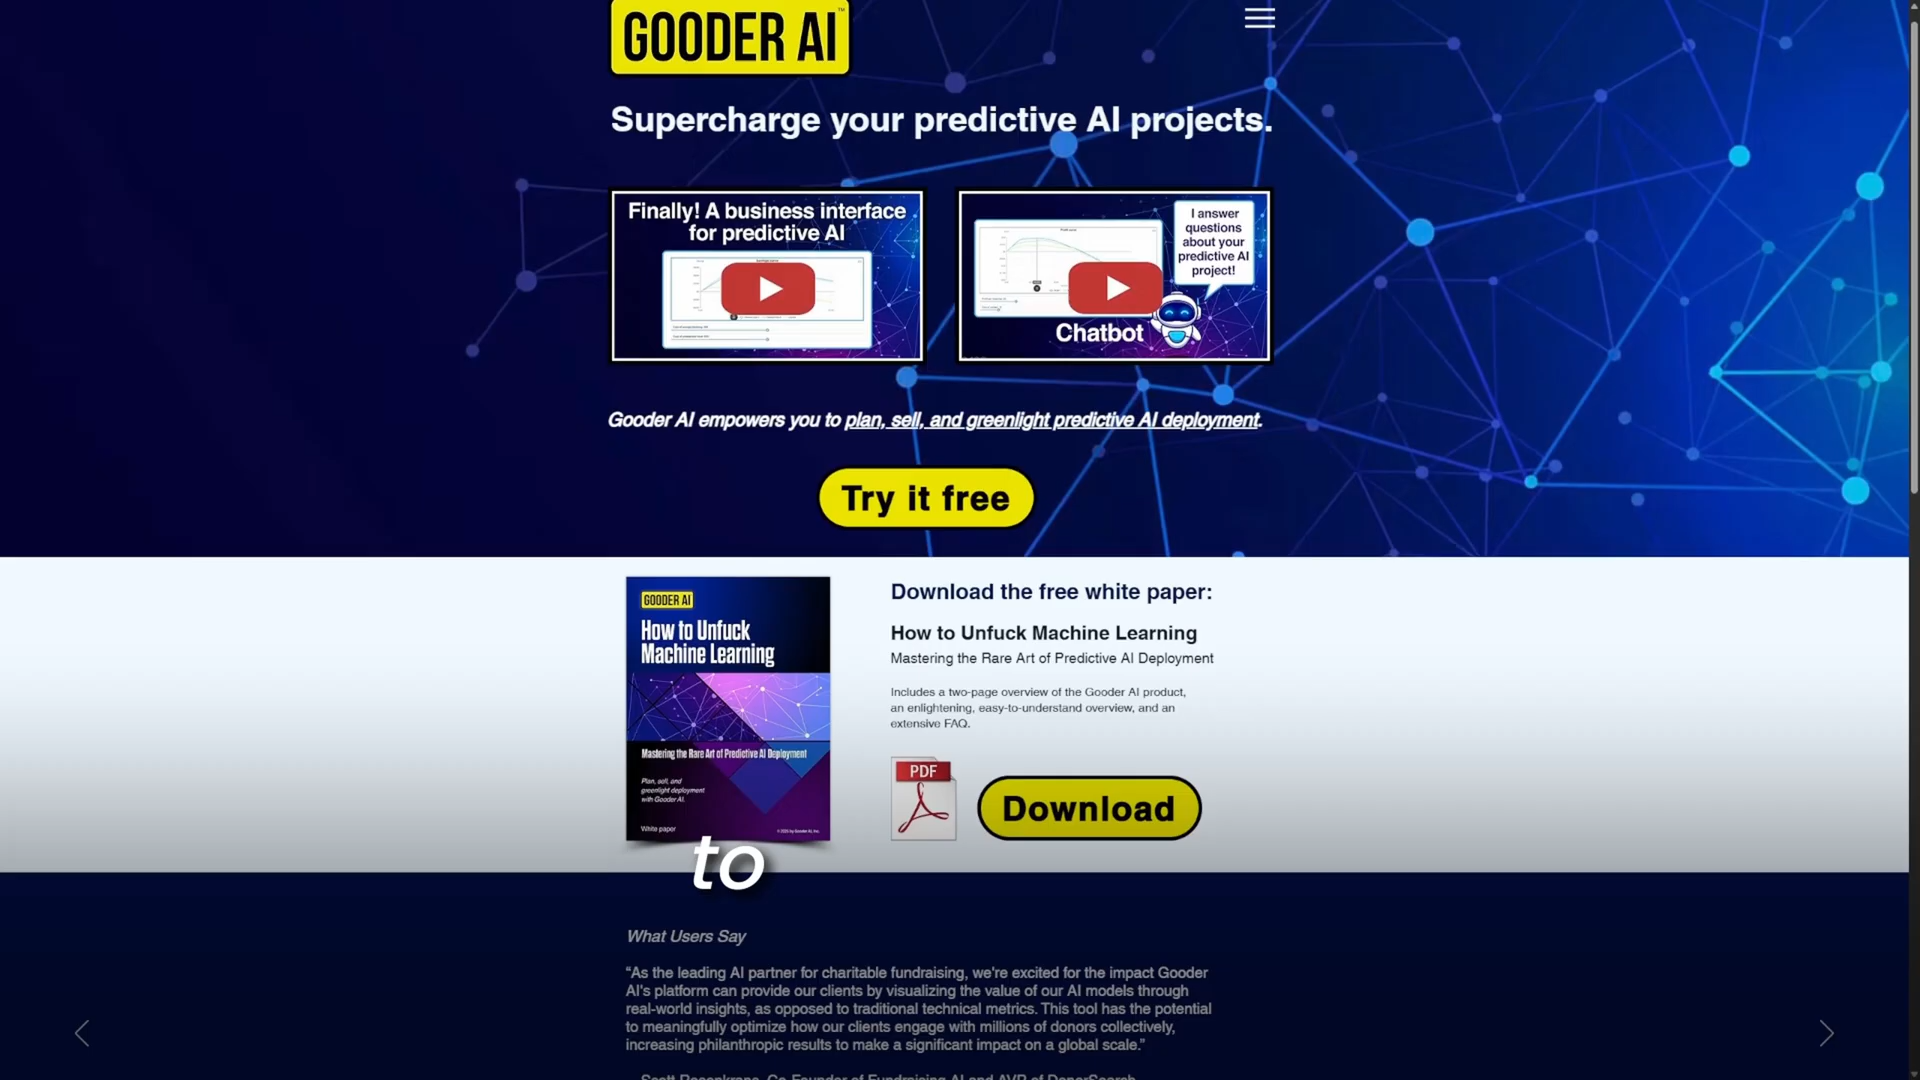 GOODER AI™
Supercharge your predictive AI projects.
Finally! A business interface
for predictive AI
I answer
questions
about your
predictive AI
project!
Chatbot
Gooder AI empowers you to plan, sell, and greenlight predictive AI deployment.
Try it free
GOODER AI
How to Unfuck
Machine Learning
Mastering the Rare Art of Predictive AI Deployment
Plan, sell, and
greenlight deployment
with Gooder AI.
White paper
Download the free white paper:
How to Unfuck Machine Learning
Mastering the Rare Art of Predictive AI Deployment
Includes a two-page overview of the Gooder AI product,
an enlightening, easy-to-understand overview, and an
extensive FAQ.
PDF
Download
to
What Users Say
“As the leading AI partner for charitable fundraising, we're excited for the impact Gooder
AI's platform can provide our clients by visualizing the value of our AI models through
real-world insights, as opposed to traditional technical metrics. This tool has the potential
to meaningfully optimize how our clients engage with millions of donors collectively,
increasing philanthropic results to make a significant impact on a global scale.”